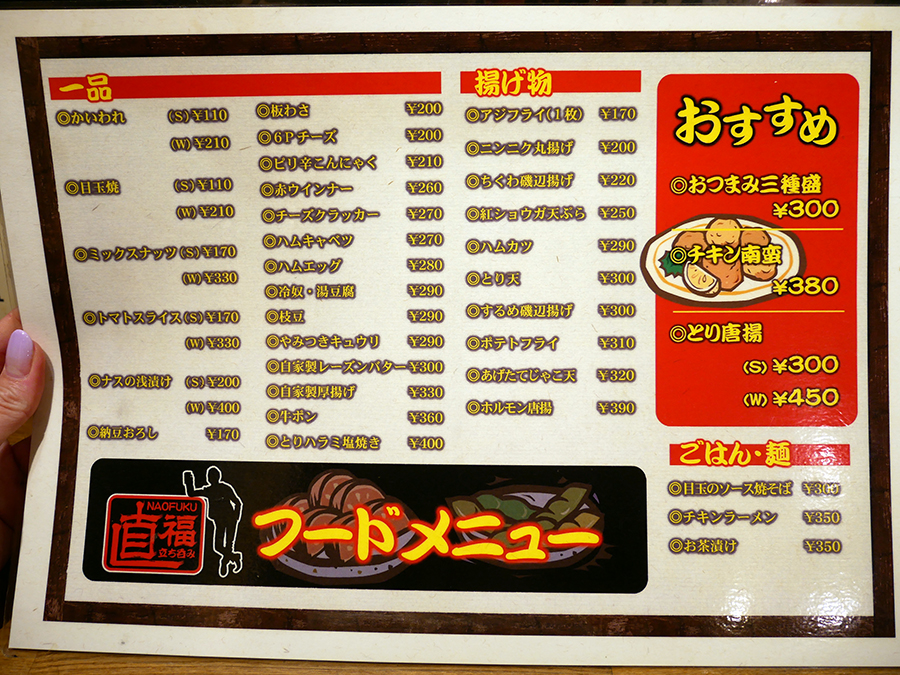 一品
◎かいわれ (S)¥110
(W)¥210
◎目玉焼 (S)¥110
(W)¥210
◎ミックスナッツ(S)¥170
(W)¥330
◎トマトスライス(S)¥170
(W)¥330
◎ナスの浅漬け (S)¥200
(W)¥400
◎納豆おろし ¥170
◎板わさ ¥200
◎6Pチーズ ¥200
◎ピリ辛こんにゃく ¥210
◎赤ウインナー ¥260
◎チーズクラッカー ¥270
◎ハムキャベツ ¥270
◎ハムエッグ ¥280
◎冷奴・湯豆腐 ¥290
◎枝豆 ¥290
◎やみつきキュウリ ¥290
◎自家製レーズンバター¥300
◎自家製厚揚げ ¥330
◎牛ポン ¥360
◎とりハラミ塩焼き ¥400
揚げ物
◎アジフライ(1枚) ¥170
◎ニンニク丸揚げ ¥200
◎ちくわ磯辺揚げ ¥220
◎紅ショウガ天ぷら ¥250
◎ハムカツ ¥290
◎とり天 ¥300
◎するめ磯辺揚げ ¥300
◎ポテトフライ ¥310
◎あげたてじゃこ天 ¥320
◎ホルモン唐揚 ¥390
おすすめ
◎おつまみ三種盛
¥300
◎チキン南蛮
¥380
◎とり唐揚
(S) ¥300
(W) ¥450
ごはん・麺
◎目玉のソース焼そば ¥300
◎チキンラーメン ¥350
◎お茶漬け ¥350
NAOFUKU
直福
立ち呑み
フードメニュー